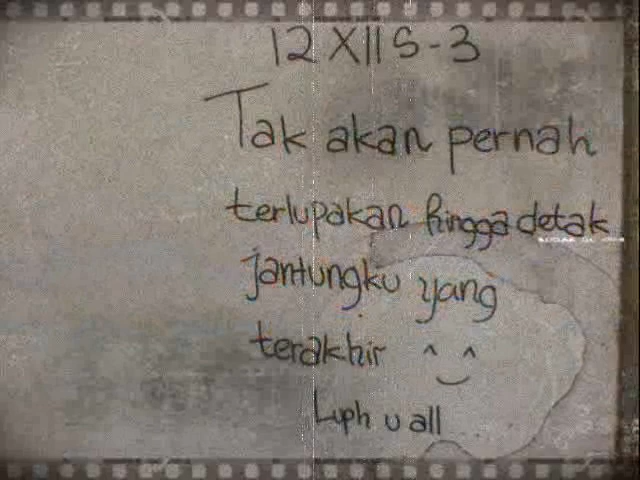 12 XII S-3
Tak akan pernah
terlupakan hingga detak
jantungku yang
terakhir ^_^
Luph u all